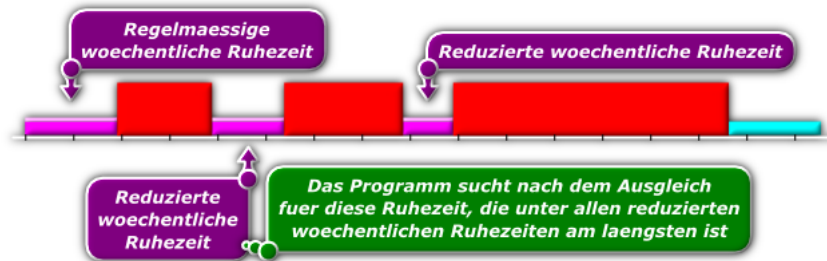 Regelmaessige
woechentliche Ruhezeit
Reduzierte woechentliche Ruhezeit
Reduzierte
woechentliche
Ruhezeit
Das Programm sucht nach dem Ausgleich
fuer diese Ruhezeit, die unter allen reduzierten
woechentlichen Ruhezeiten am laengsten ist